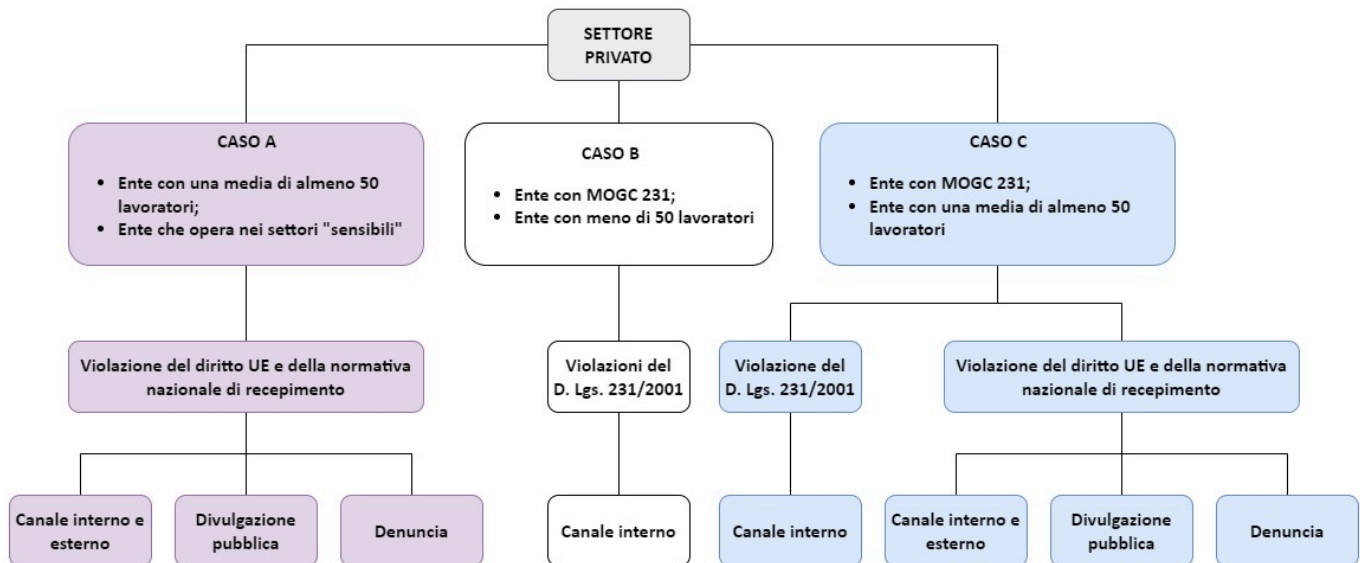 SETTORE
PRIVATO
CASO A
• Ente con una media di almeno 50
lavoratori;
• Ente che opera nei settori "sensibili"
CASO B
• Ente con MOGC 231;
• Ente con meno di 50 lavoratori
CASO C
• Ente con MOGC 231;
• Ente con una media di almeno 50
lavoratori
Violazione del diritto UE e della normativa
nazionale di recepimento
Violazioni del
D. Lgs. 231/2001
Violazione del
D. Lgs. 231/2001
Violazione del diritto UE e della normativa
nazionale di recepimento
Canale interno e
esterno
Divulgazione
pubblica
Denuncia
Canale interno
Canale interno
Canale interno e
esterno
Divulgazione
pubblica
Denuncia